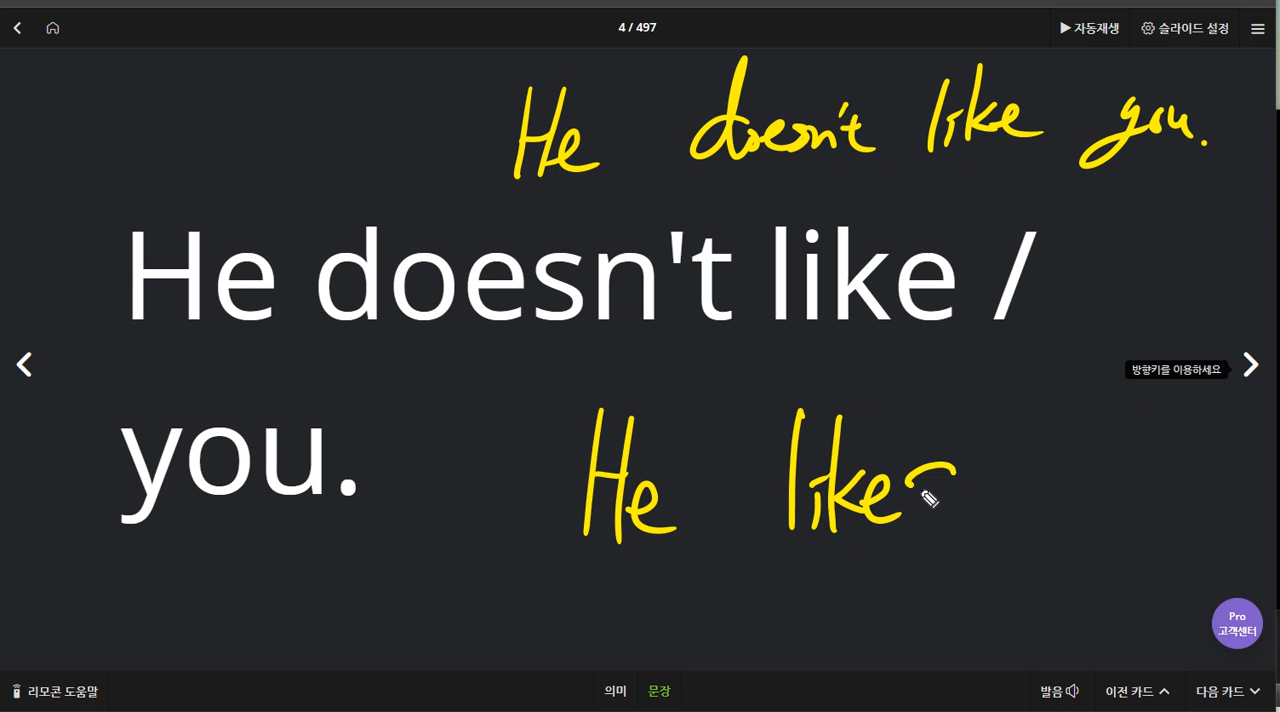 4 / 497
자동재생
슬라이드 설정
He doesn't like you.
He doesn't like /
방향키를 이용하세요
you.
He like
Pro
고객센터
리모콘 도움말
의미
문장
발음
이전 카드
다음 카드